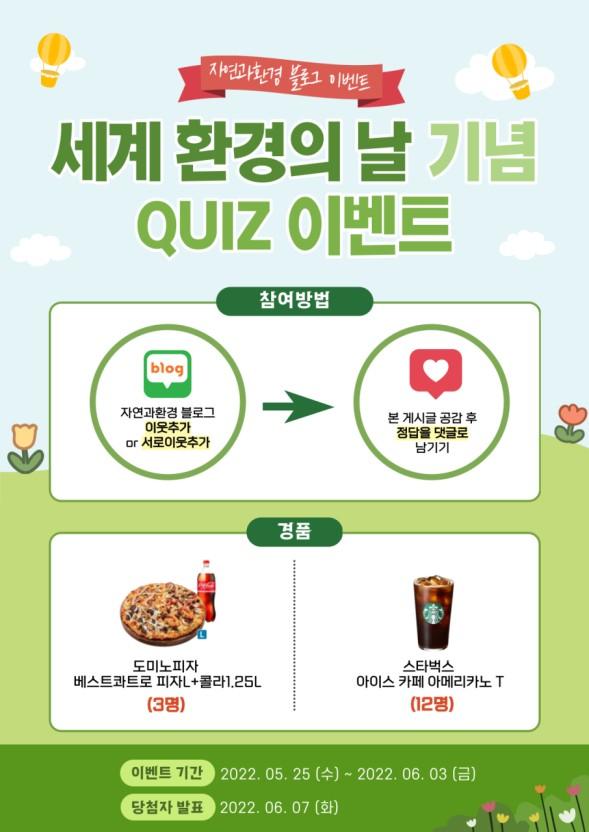 자연과환경 블로그 이벤트
세계 환경의 날 기념
QUIZ 이벤트
참여방법
blog
자연과환경 블로그
이웃추가
or 서로이웃추가
본 게시글 공감 후
정답을 댓글로
남기기
경품
Coca-Cola
L
도미노피자
베스트콰트로 피자L+콜라1.25L
(3명)
스타벅스
아이스 카페 아메리카노 T
(12명)
이벤트 기간 2022. 05. 25 (수) ~ 2022. 06. 03 (금)
당첨자 발표 2022. 06. 07 (화)